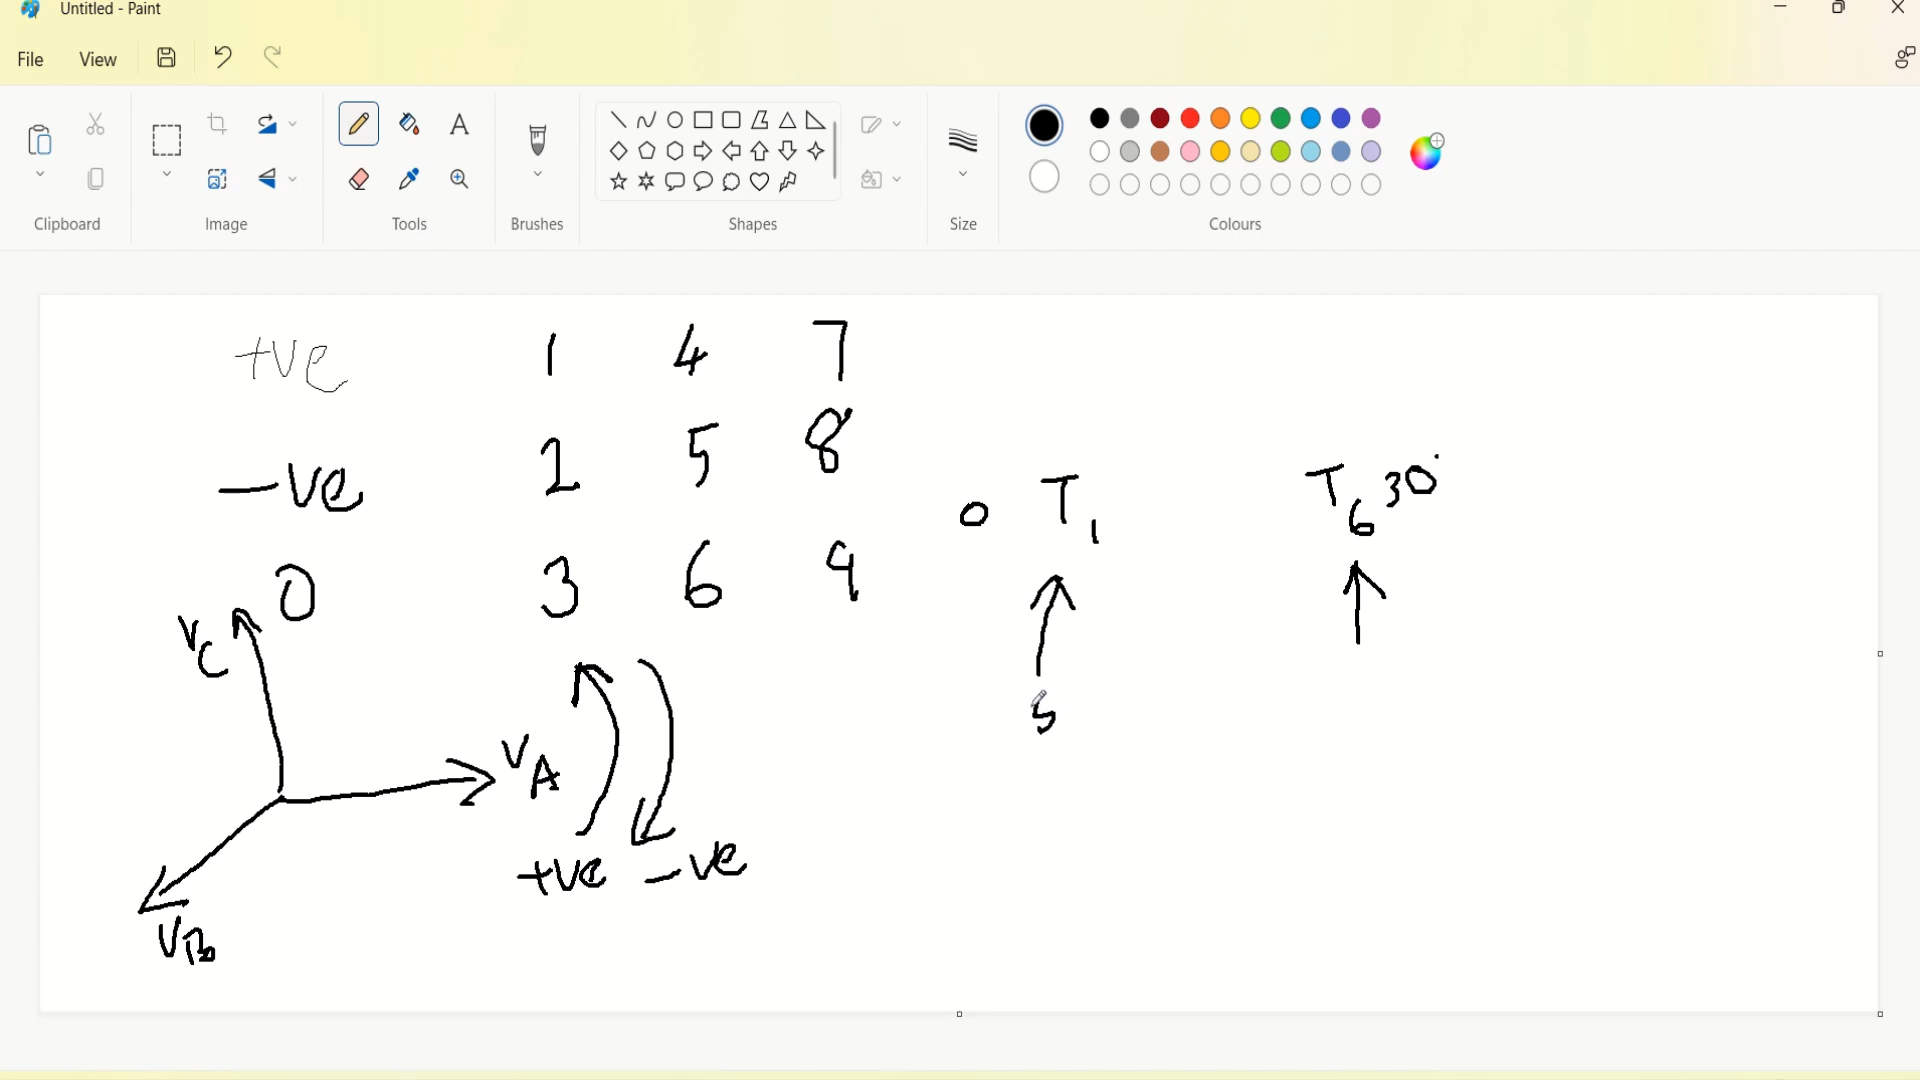 Untitled - Paint
File View
Clipboard Image Tools Brushes Shapes Size Colours
+ve 1 4 7
-ve 2 5 8
0 3 6 9
0 T1 T6 30°
5
VC
VA
VB
+ve -ve